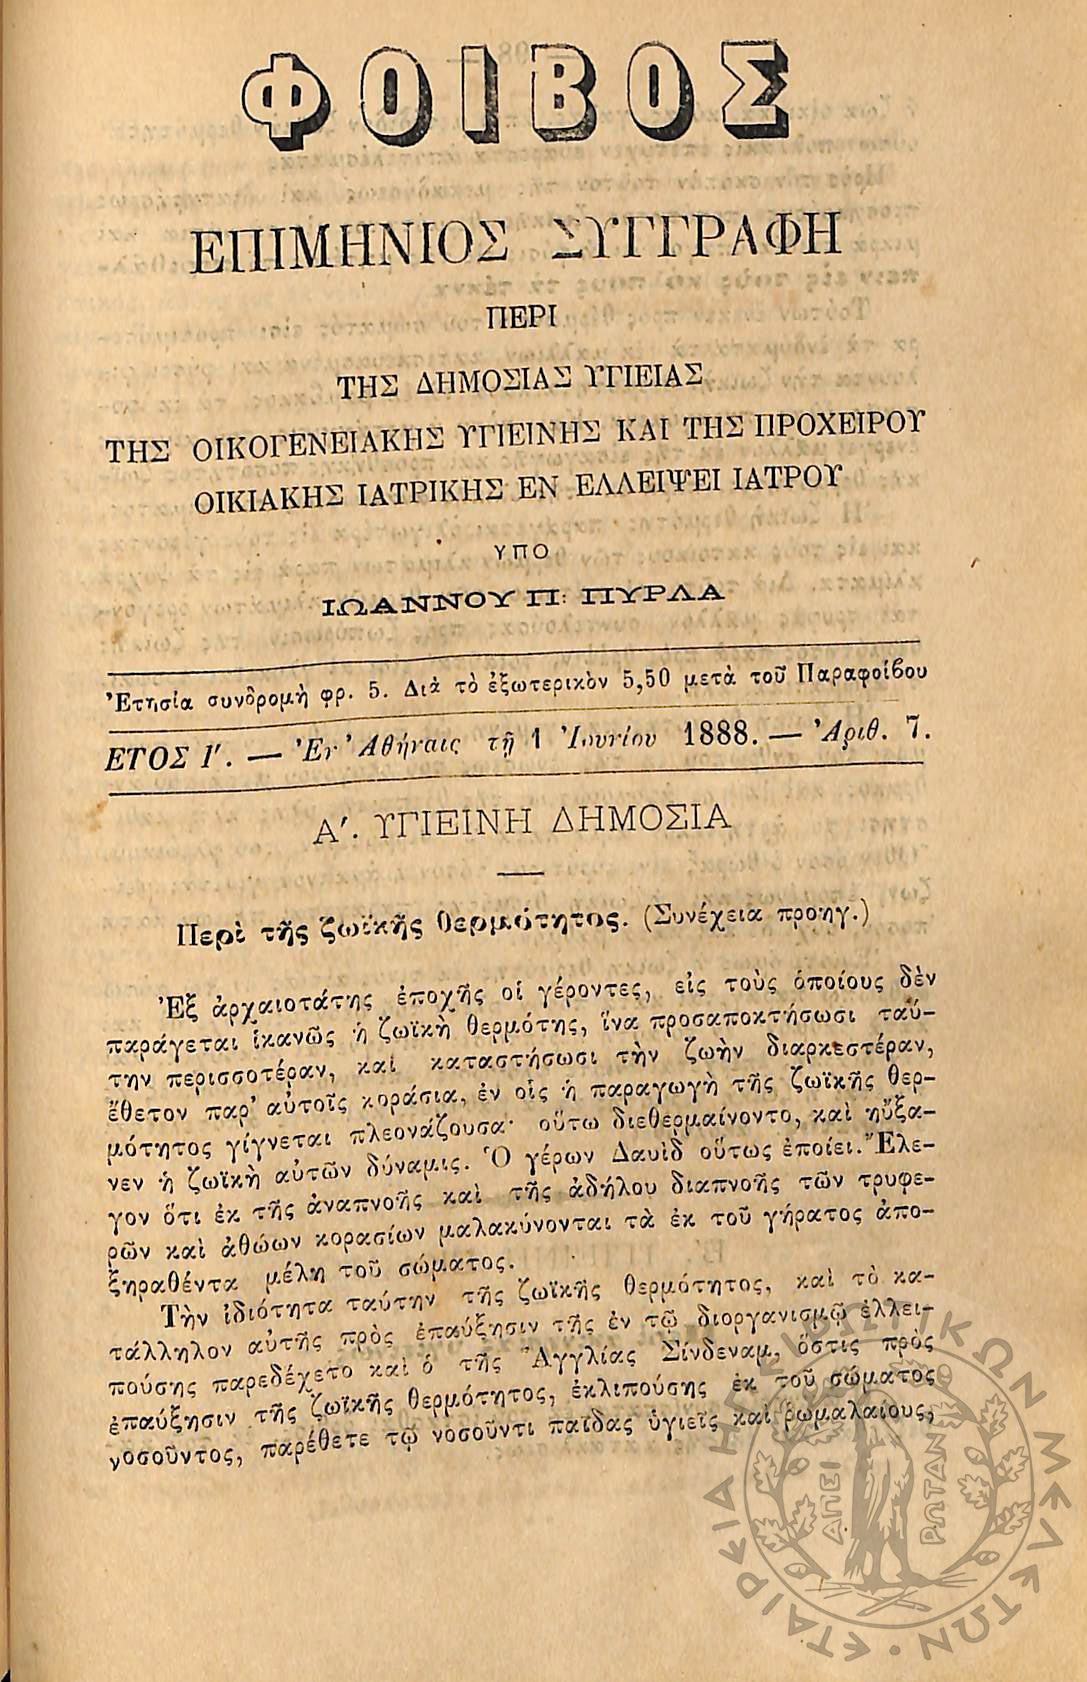 ΦΟΙΒΟΣ
ΕΠΙΜΗΝΙΟΣ ΣΥΓΓΡΑΦΗ
ΠΕΡΙ
ΤΗΣ ΔΗΜΟΣΙΑΣ ΥΓΙΕΙΑΣ
ΤΗΣ ΟΙΚΟΓΕΝΕΙΑΚΗΣ ΥΓΙΕΙΝΗΣ ΚΑΙ ΤΗΣ ΠΡΟΧΕΙΡΟΥ
ΟΙΚΙΑΚΗΣ ΙΑΤΡΙΚΗΣ ΕΝ ΕΛΛΕΙΨΕΙ ΙΑΤΡΟΥ
ΥΠΟ
ΙΩΑΝΝΟΥ Π: ΠΥΡΛΑ
Ἐτησία συνδρομὴ φρ. 5. Διὰ τὸ ἐξωτερικὸν 5,50 μετὰ τοῦ Παραφοίβου
ΕΤΟΣ Ι'. — Ἐν Ἀθήναις τῇ 1 Ἰουνίου 1888. — Ἀριθ. 7.
Α'. ΥΓΙΕΙΝΗ ΔΗΜΟΣΙΑ
Περὶ τῆς ζωϊκῆς θερμότητος. (Συνέχεια προηγ.)
Ἐξ ἀρχαιοτάτης ἐποχῆς οἱ γέροντες, εἰς τοὺς ὁποίους δὲν
παράγεται ἱκανῶς ἡ ζωϊκὴ θερμότης, ἵνα προσαποκτήσωσι ταύ-
την περισσοτέραν, καὶ καταστήσωσι τὴν ζωὴν διαρκεστέραν,
ἔθετον παρ' αὐτοῖς κοράσια, ἐν οἷς ἡ παραγωγὴ τῆς ζωϊκῆς θερ-
μότητος γίγνεται πλεονάζουσα· οὕτω διεθερμαίνοντο, καὶ ηὔξα-
νεν ἡ ζωϊκὴ αὐτῶν δύναμις. Ὁ γέρων Δαυὶδ οὕτως ἐποίει. Ἔλε-
γον ὅτι ἐκ τῆς ἀναπνοῆς καὶ τῆς ἀδήλου διαπνοῆς τῶν τρυφε-
ρῶν καὶ ἀθώων κορασίων μαλακύνονται τὰ ἐκ τοῦ γήρατος ἀπο-
ξηραθέντα μέλη τοῦ σώματος.
Τὴν ἰδιότητα ταύτην τῆς ζωϊκῆς θερμότητος, καὶ τὸ κα-
τάλληλον αὐτῆς πρὸς ἐπαύξησιν τῆς ἐν τῷ διοργανισμῷ ἐλλει-
πούσης παρεδέχετο καὶ ὁ τῆς Ἀγγλίας Σίνδεναμ, ὅστις πρὸς
ἐπαύξησιν τῆς ζωϊκῆς θερμότητος, ἐκλιπούσης ἐκ τοῦ σώματος
νοσοῦντος, παρέθετε τῷ νοσοῦντι παῖδας ὑγιεῖς καὶ ῥωμαλαίους,
ΕΤΑΙΡΕΙΑ ΗΠΕΙΡΩΤΙΚΩΝ ΜΕΛΕΤΩΝ
ΑΠΕΙ
ΡΩΤΑΝ